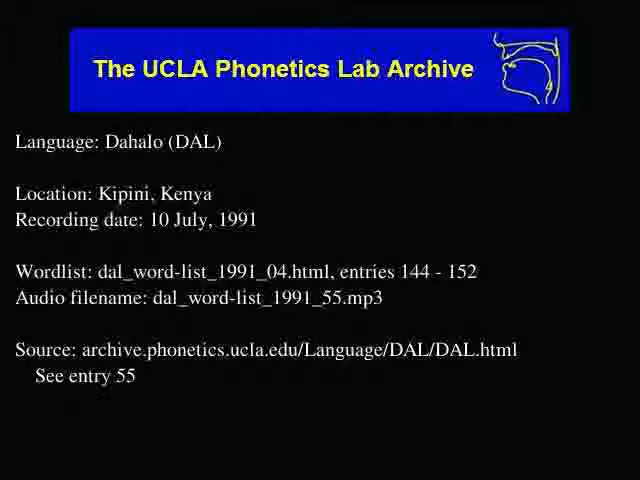 The UCLA Phonetics Lab Archive
Language: Dahalo (DAL)
Location: Kipini, Kenya
Recording date: 10 July, 1991
Wordlist: dal_word-list_1991_04.html, entries 144 - 152
Audio filename: dal_word-list_1991_55.mp3
Source: archive.phonetics.ucla.edu/Language/DAL/DAL.html
See entry 55